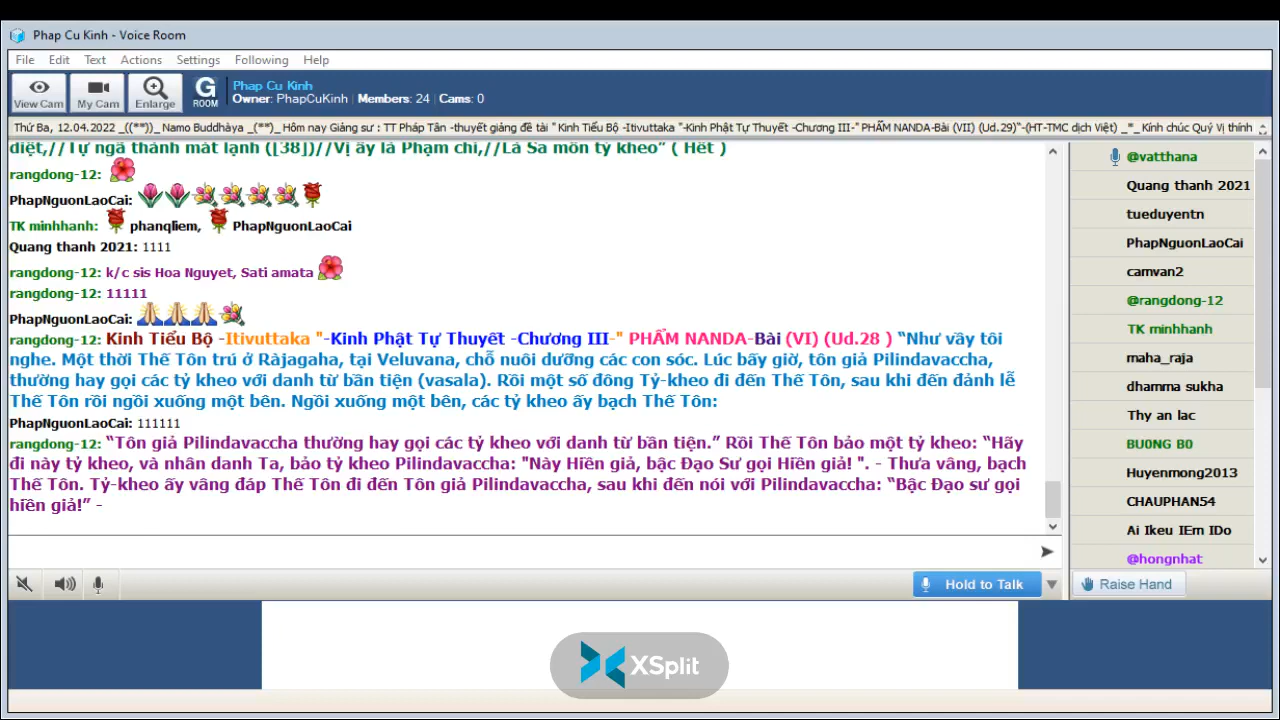 Phap Cu Kinh - Voice Room
File Edit Text Actions Settings Following Help
View Cam My Cam Enlarge G ROOM
Phap Cu Kinh
Owner: PhapCuKinh | Members: 24 | Cams: 0
Thứ Ba, 12.04.2022 _((**))_ Namo Buddhàya _(**)_ Hôm nay Giảng sư : TT Pháp Tân -thuyết giảng đề tài " Kinh Tiểu Bộ -Itivuttaka "-Kinh Phật Tự Thuyết -Chương III-" PHẨM NANDA-Bài (VII) (Ud.29)"-(HT-TMC dịch Việt) _*_ Kính chúc Quý Vị thính
diệt,//Tự ngã thành mát lạnh ([38])//Vị ấy là Phạm chí,//Là Sa môn tỷ kheo” ( Hết )
rangdong-12:
PhapNguonLaoCai:
TK minhhanh: phanqliem, PhapNguonLaoCai
Quang thanh 2021: 1111
rangdong-12: k/c sis Hoa Nguyet, Sati amata
rangdong-12: 11111
PhapNguonLaoCai:
rangdong-12: Kinh Tiểu Bộ -Itivuttaka "-Kinh Phật Tự Thuyết -Chương III-" PHẨM NANDA-Bài (VI) (Ud.28 ) “Như vầy tôi
nghe. Một thời Thế Tôn trú ở Ràjagaha, tại Veluvana, chỗ nuôi dưỡng các con sóc. Lúc bấy giờ, tôn giả Pilindavaccha,
thường hay gọi các tỷ kheo với danh từ bần tiện (vasala). Rồi một số đông Tỷ-kheo đi đến Thế Tôn, sau khi đến đảnh lễ
Thế Tôn rồi ngồi xuống một bên. Ngồi xuống một bên, các tỷ kheo ấy bạch Thế Tôn:
PhapNguonLaoCai: 111111
rangdong-12: “Tôn giả Pilindavaccha thường hay gọi các tỷ kheo với danh từ bần tiện.” Rồi Thế Tôn bảo một tỷ kheo: “Hãy
đi này tỷ kheo, và nhân danh Ta, bảo tỷ kheo Pilindavaccha: "Này Hiền giả, bậc Đạo Sư gọi Hiền giả! ". - Thưa vâng, bạch
Thế Tôn. Tỷ-kheo ấy vâng đáp Thế Tôn đi đến Tôn giả Pilindavaccha, sau khi đến nói với Pilindavaccha: “Bậc Đạo sư gọi
hiền giả!” -
@vatthana
Quang thanh 2021
tueduyentn
PhapNguonLaoCai
camvan2
@rangdong-12
TK minhhanh
maha_raja
dhamma sukha
Thy an lac
BU0NG B0
Huyenmong2013
CHAUPHAN54
Ai Ikeu IEm IDo
@hongnhat
Hold to Talk
Raise Hand
XSplit